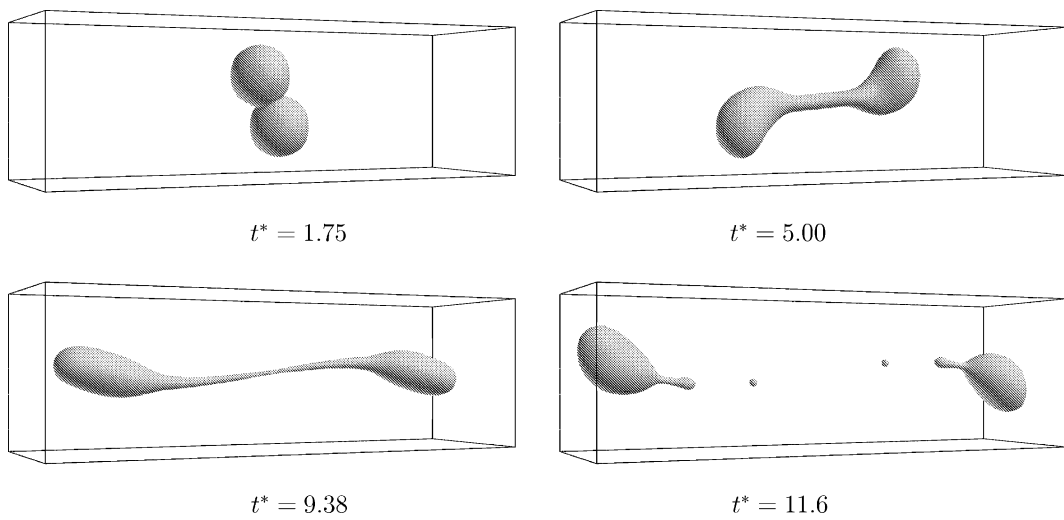 t* = 1.75
t* = 5.00
t* = 9.38
t* = 11.6